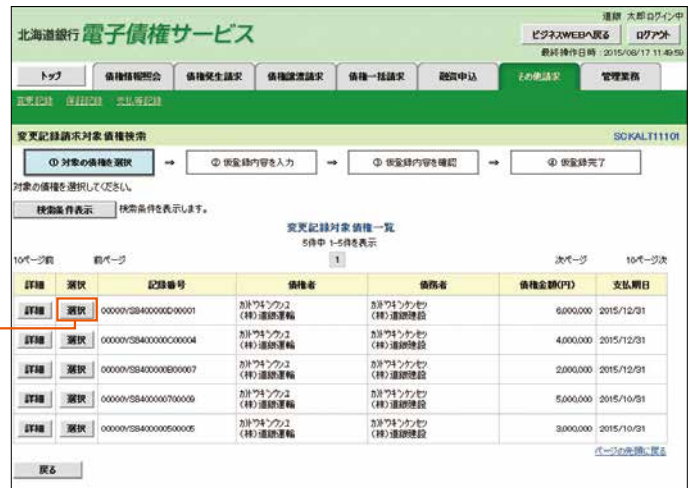 道銀 太郎ログイン中
北海道銀行 電子債権サービス
ビジネスWEBへ戻る ログアウト
最終操作日時:2015/08/17 11:49:59
トップ 債権情報照会 債権発生請求 債権譲渡請求 債権一括請求 融資申込 その他請求 管理業務
変更記録 保証記録 支払等記録
変更記録請求対象債権検索 SCKALT11101
① 対象の債権を選択 ⇒ ② 仮登録内容を入力 ⇒ ③ 仮登録内容を確認 ⇒ ④ 仮登録完了
対象の債権を選択してください。
検索条件表示 検索条件を表示します。
変更記録対象債権一覧
5件中 1-5件を表示
10ページ前 前ページ 1 次ページ 10ページ次
詳細 選択 記録番号 債権者 債務者 債権金額(円) 支払期日
詳細 選択 00000YSB400000D00001 カ)ドウギンウンユ (株)道銀運輸 カ)ドウギンケンセツ (株)道銀建設 6,000,000 2015/12/31
詳細 選択 00000YSB400000C00004 カ)ドウギンウンユ (株)道銀運輸 カ)ドウギンケンセツ (株)道銀建設 4,000,000 2015/12/31
詳細 選択 00000YSB400000B00007 カ)ドウギンウンユ (株)道銀運輸 カ)ドウギンケンセツ (株)道銀建設 2,000,000 2015/12/31
詳細 選択 00000YSB400000700009 カ)ドウギンウンユ (株)道銀運輸 カ)ドウギンケンセツ (株)道銀建設 5,000,000 2015/10/31
詳細 選択 00000YSB400000500005 カ)ドウギンウンユ (株)道銀運輸 カ)ドウギンケンセツ (株)道銀建設 3,000,000 2015/10/31
ページの先頭に戻る
戻る